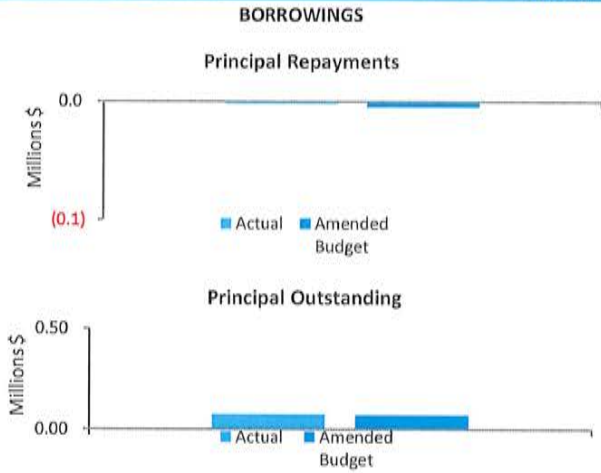 BORROWINGS
Principal Repayments
0.0
Millions $
(0.1)
Actual Amended
Budget
Principal Outstanding
0.50
Millions $
0.00
Actual Amended
Budget